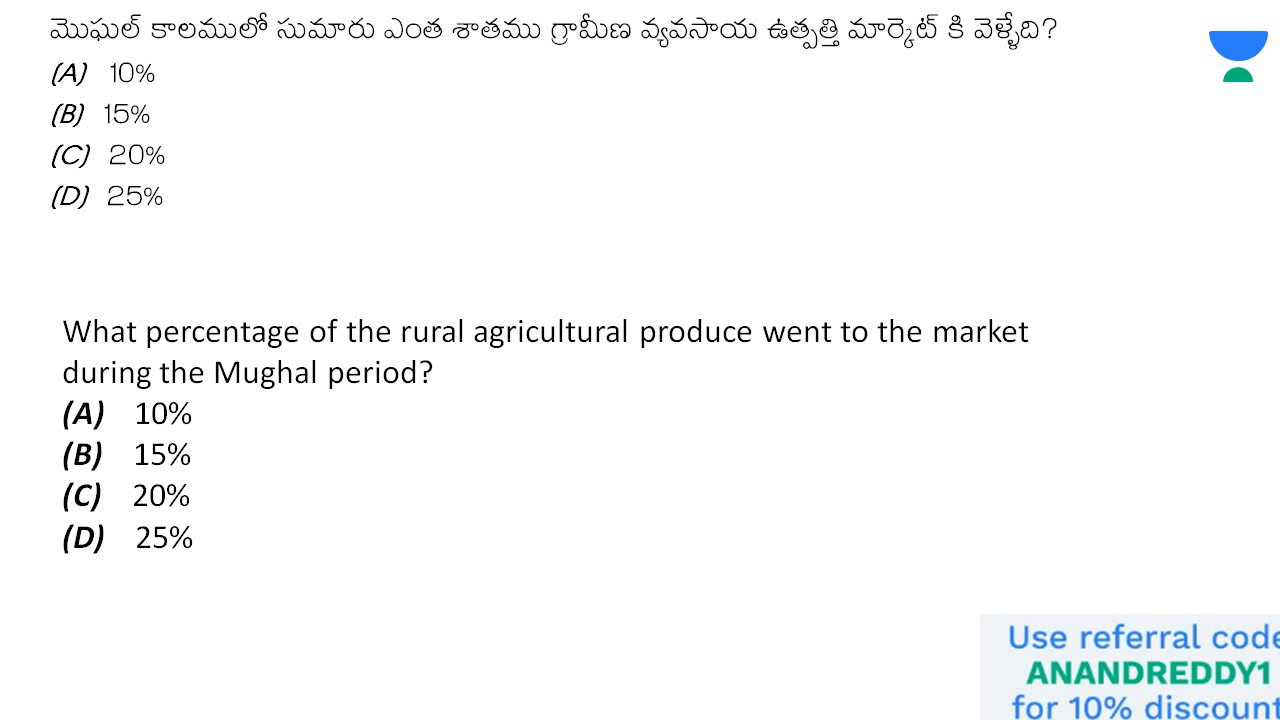 మొఘల్ కాలములో సుమారు ఎంత శాతము గ్రామీణ వ్యవసాయ ఉత్పత్తి మార్కెట్ కి వెళ్ళేది?
(A) 10%
(B) 15%
(C) 20%
(D) 25%
What percentage of the rural agricultural produce went to the market
during the Mughal period?
(A) 10%
(B) 15%
(C) 20%
(D) 25%
Use referral code
ANANDREDDY1
for 10% discount